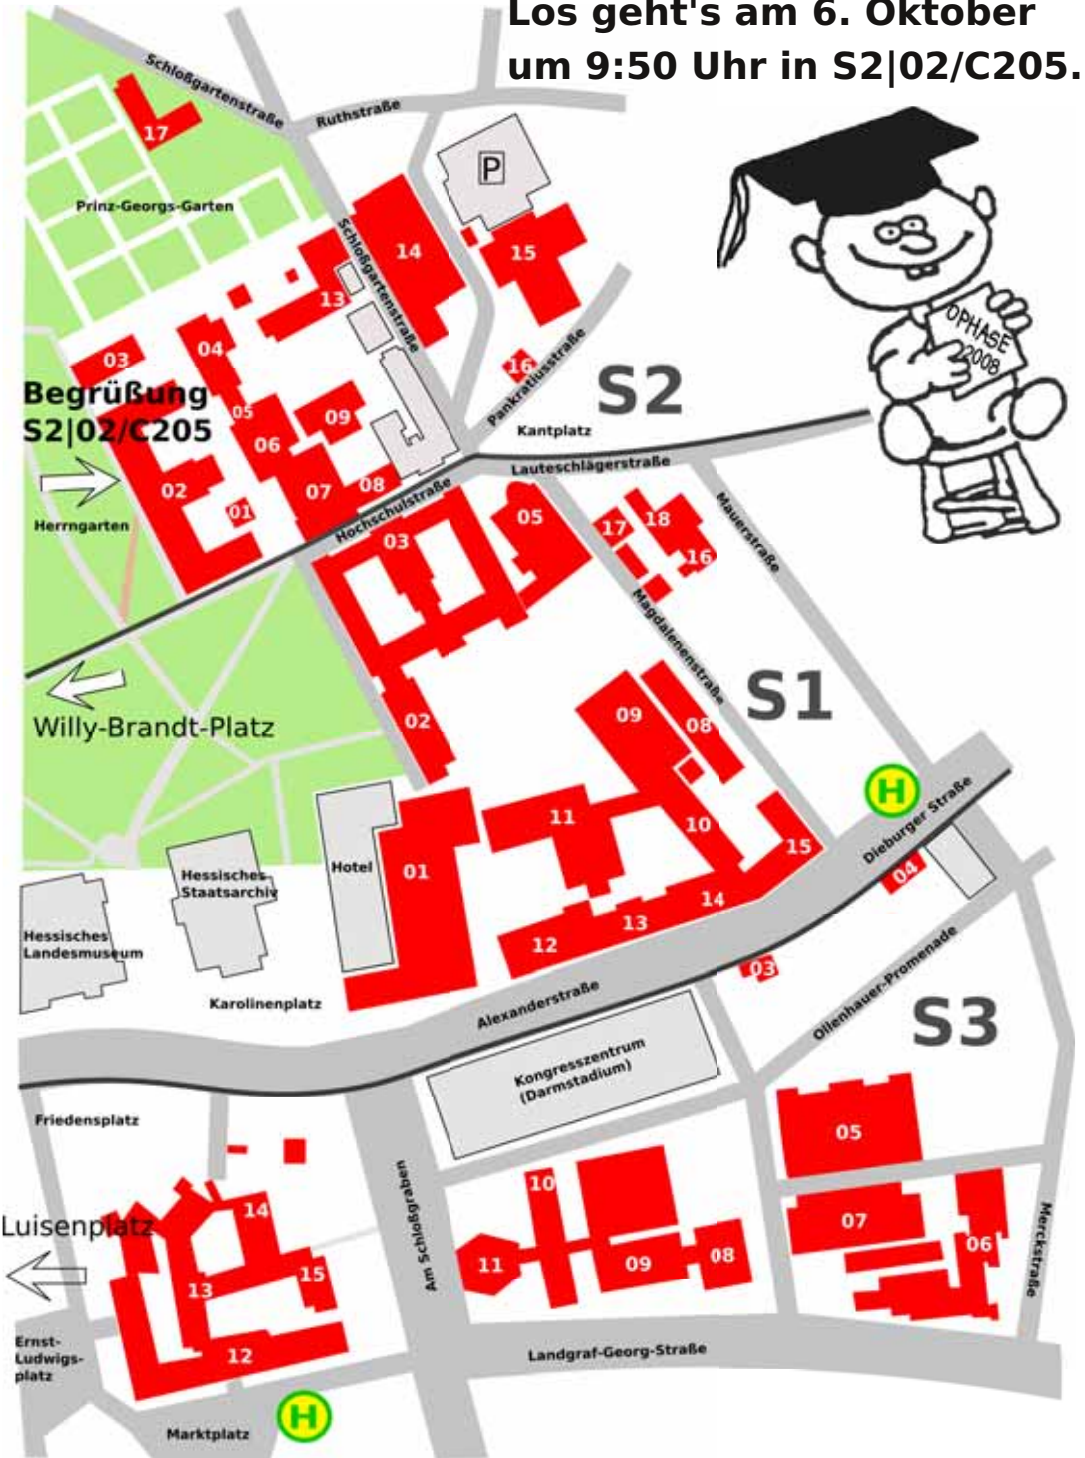 Los geht's am 6. Oktober
um 9:50 Uhr in S2|02/C205.
Schloßgartenstraße
Ruthstraße
17
P
Prinz-Georgs-Garten
Schloßgartenstraße
14
15
13
OPHASE
2008
04
03
16
Pankratiusstraße
S2
Begrüßung
S2|02/C205
05
09
06
Kantplatz
Lauteschlägerstraße
02
07
08
01
Hochschulstraße
Herrngarten
03
05
17
18
16
Mauerstraße
Magdalenenstraße
S1
Willy-Brandt-Platz
02
09
08
H
Dieburger Straße
11
10
15
Hotel
01
04
Hessisches
Staatsarchiv
14
13
12
Hessisches
Landesmuseum
03
Ollenhauer-Promenade
Karolinenplatz
Alexanderstraße
S3
Kongresszentrum
(Darmstadium)
Friedensplatz
05
Am Schloßgraben
10
14
Luisenplatz
07
06
Merckstraße
11
09
08
15
13
Ernst-
Ludwigs-
platz
12
Landgraf-Georg-Straße
H
Marktplatz